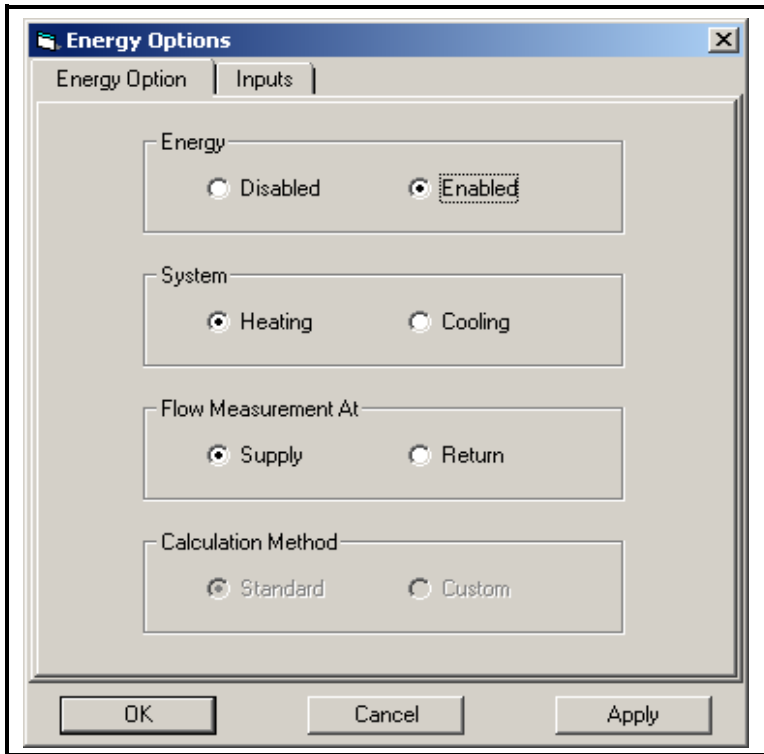 Energy Options
Energy Option Inputs
Energy
Disabled Enabled
System
Heating Cooling
Flow Measurement At
Supply Return
Calculation Method
Standard Custom
OK Cancel Apply